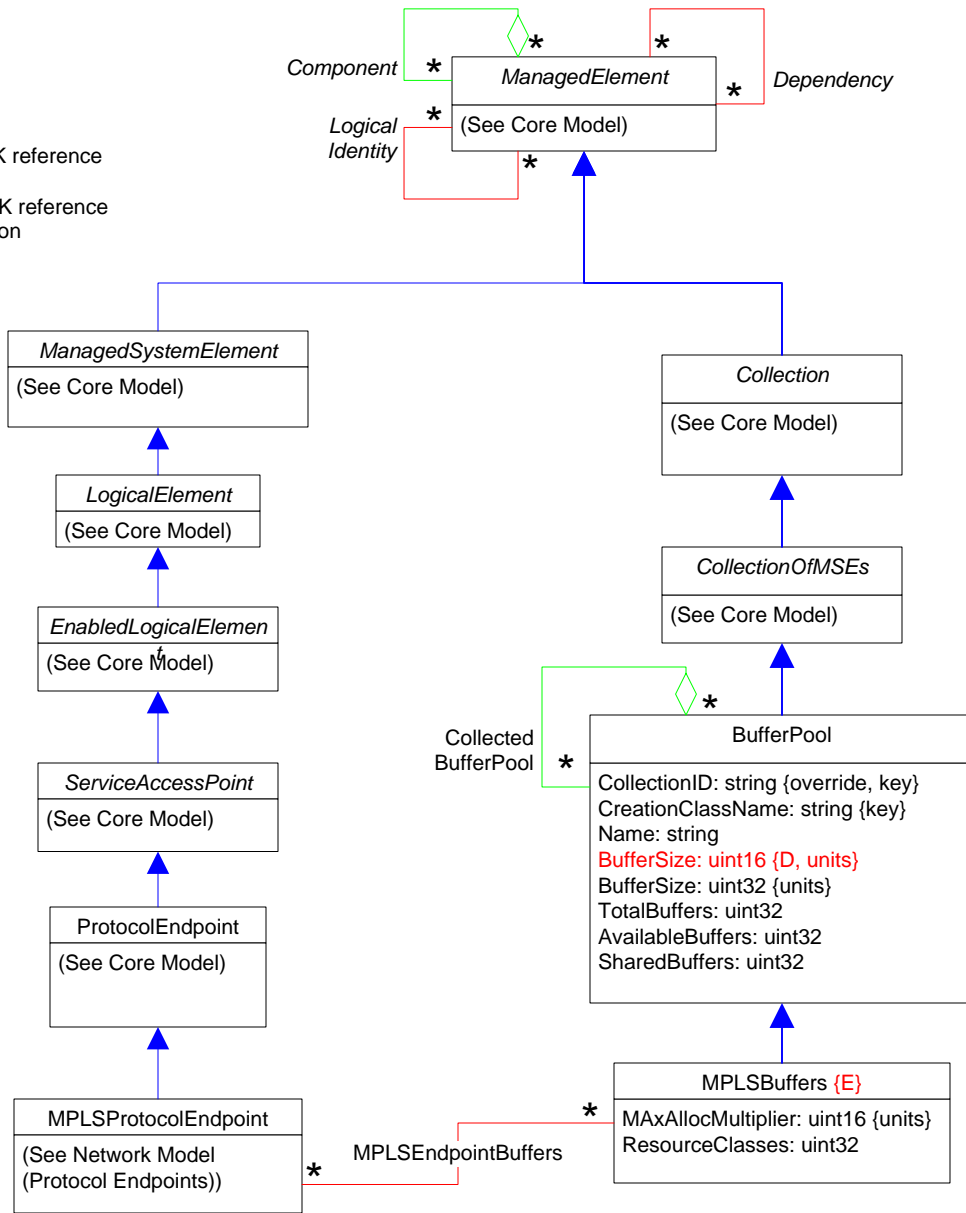 Component
*
*
ManagedElement
(See Core Model)
*
*
Dependency
Logical
Identity
*
*
K reference
K reference
on
ManagedSystemElement
(See Core Model)
LogicalElement
(See Core Model)
EnabledLogicalElemen
t
(See Core Model)
ServiceAccessPoint
(See Core Model)
ProtocolEndpoint
(See Core Model)
MPLSProtocolEndpoint
(See Network Model
(Protocol Endpoints))
Collection
(See Core Model)
CollectionOfMSEs
(See Core Model)
Collected
BufferPool
*
*
BufferPool
CollectionID: string {override, key}
CreationClassName: string {key}
Name: string
BufferSize: uint16 {D, units}
BufferSize: uint32 {units}
TotalBuffers: uint32
AvailableBuffers: uint32
SharedBuffers: uint32
MPLSBuffers {E}
MAxAllocMultiplier: uint16 {units}
ResourceClasses: uint32
*
MPLSEndpointBuffers
*